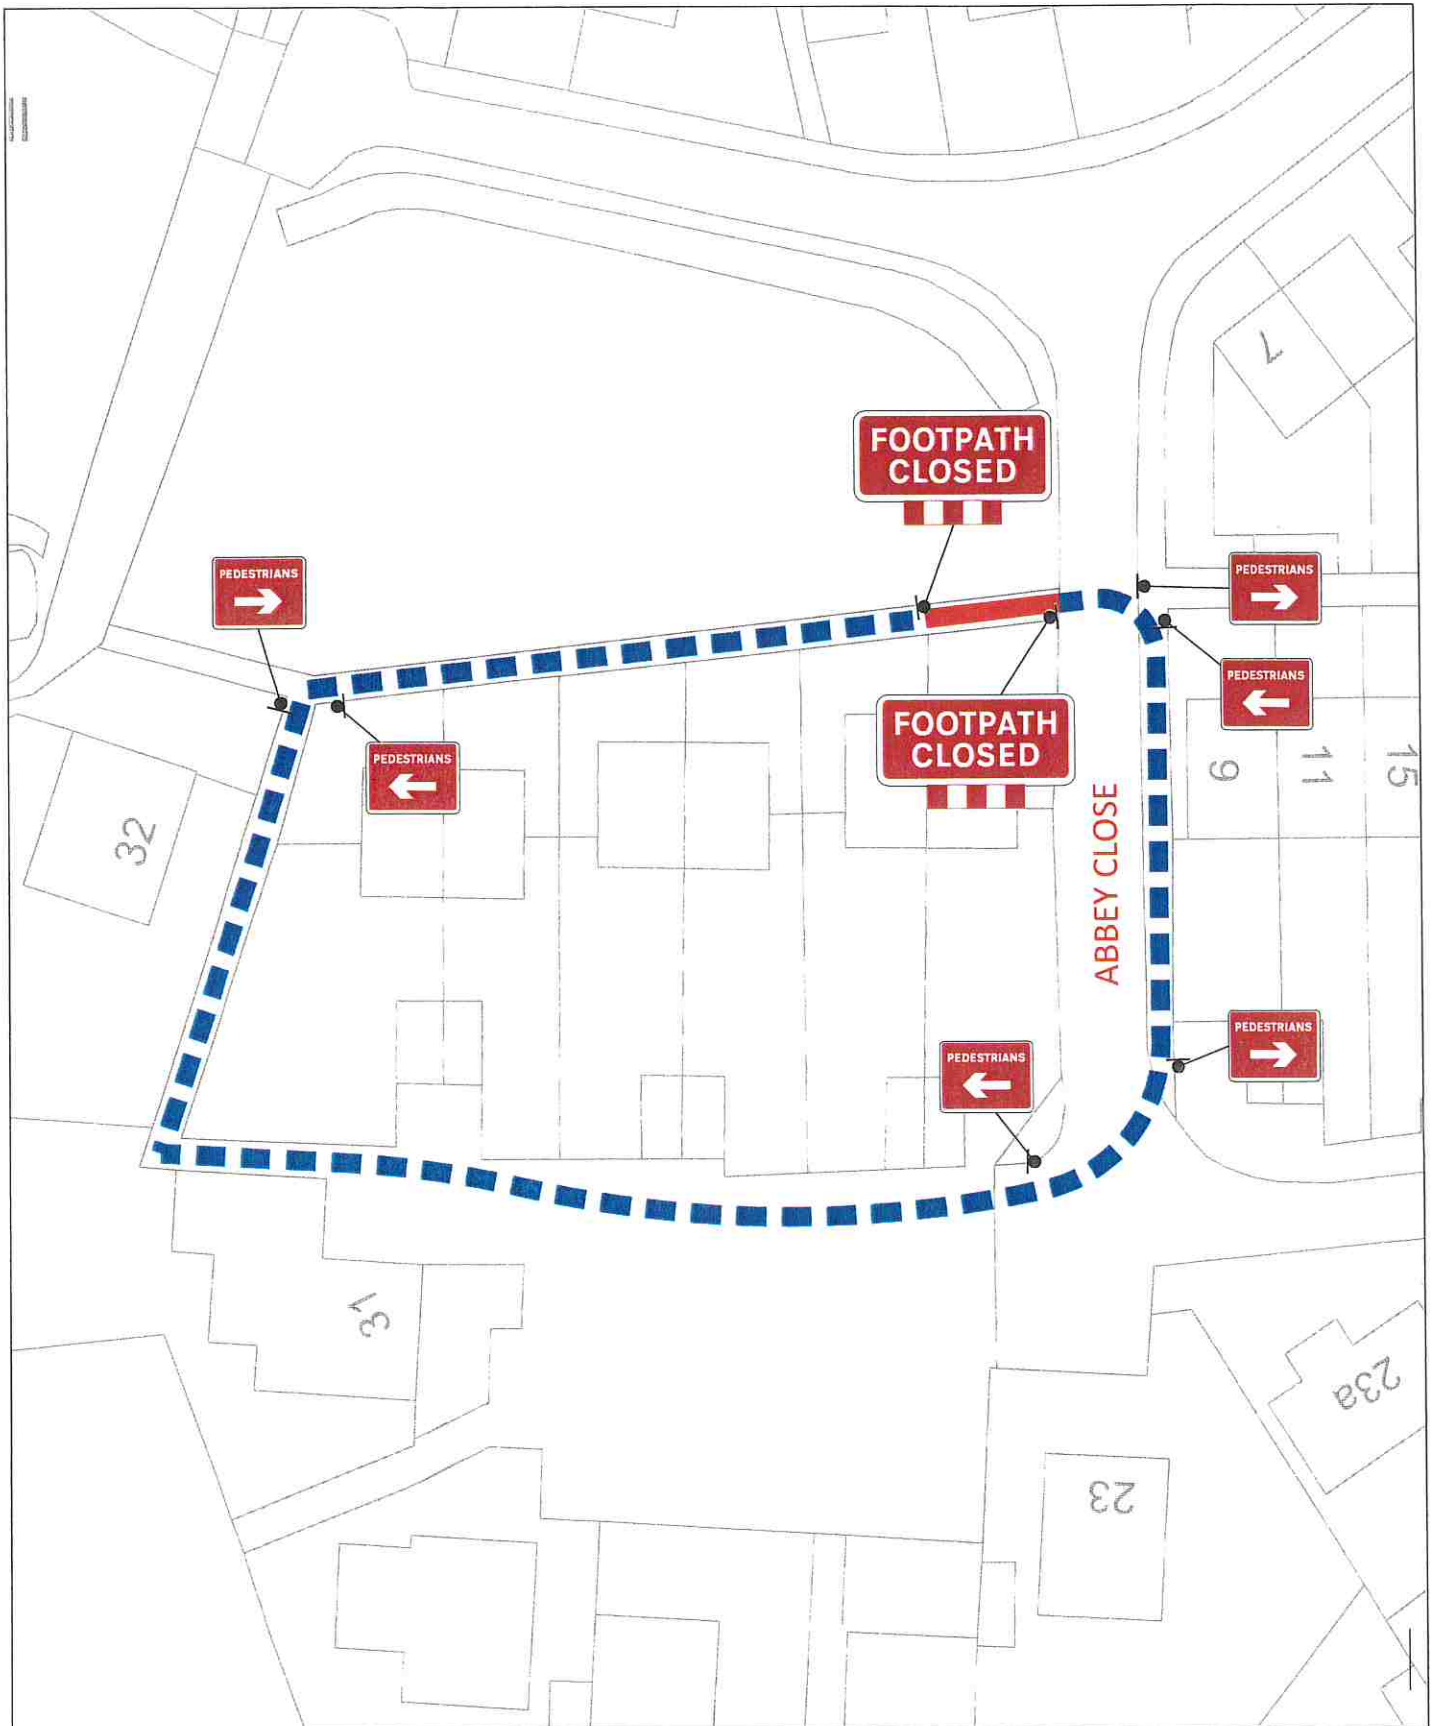 7
FOOTPATH
CLOSED
PEDESTRIANS
PEDESTRIANS
PEDESTRIANS
FOOTPATH
CLOSED
PEDESTRIANS
9
11
15
32
ABBEY CLOSE
PEDESTRIANS
PEDESTRIANS
31
23a
23